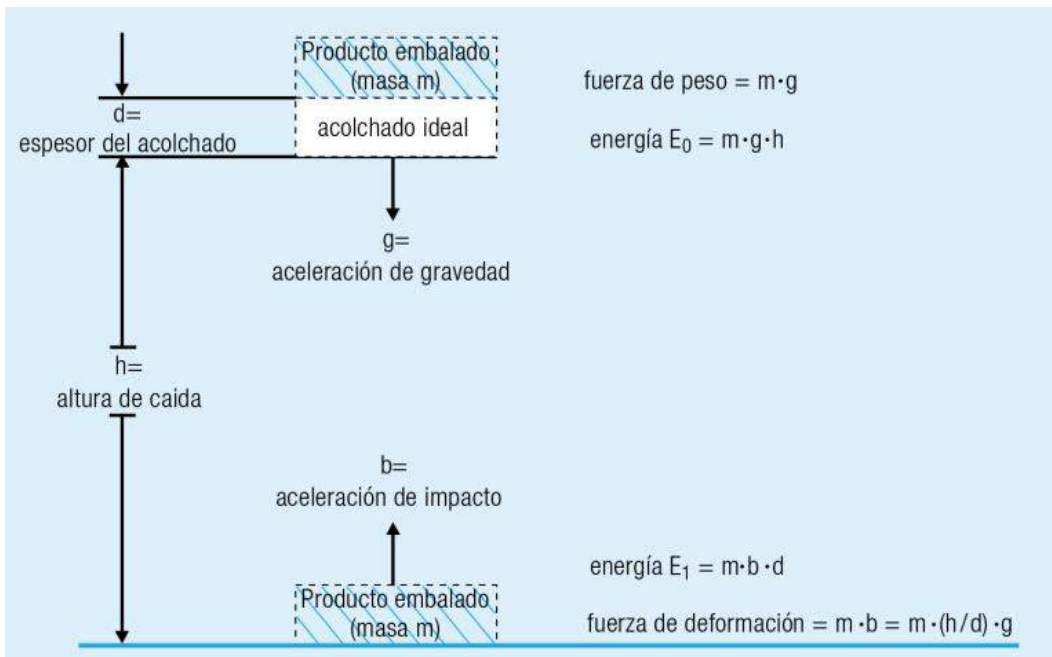 Producto embalado
(masa m)
fuerza de peso = m·g
d=
espesor del acolchado
acolchado ideal
energía E₀ = m·g·h
g=
aceleración de gravedad
h=
altura de caida
b=
aceleración de impacto
energía E₁ = m·b·d
Producto embalado
(masa m)
fuerza de deformación = m·b = m·(h/d)·g